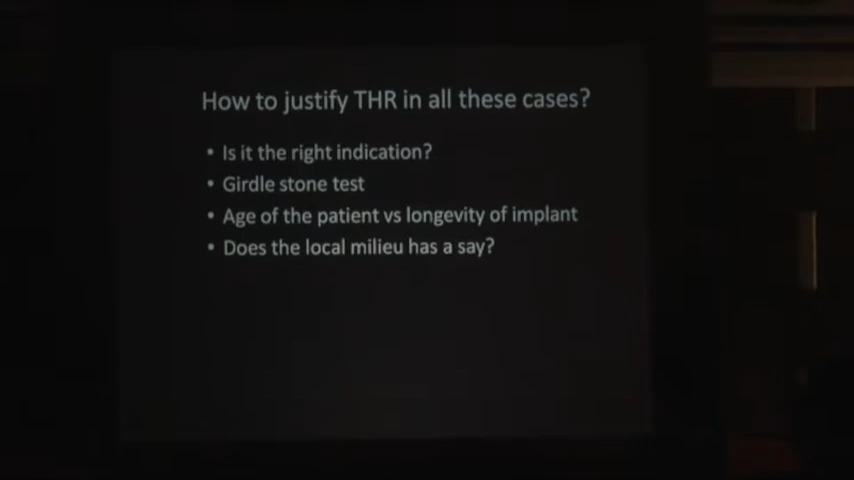 How to justify THR in all these cases?
• Is it the right indication?
• Girdle stone test
• Age of the patient vs longevity of implant
• Does the local milieu has a say?